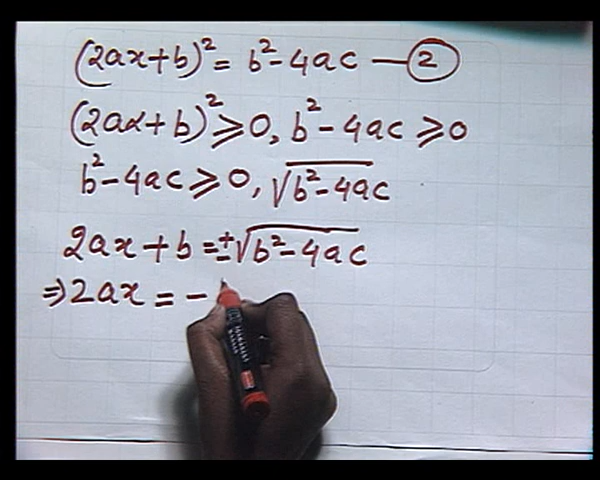 (2ax+b)² = b²-4ac — ②
(2aα+b)² ⩾ 0, b²-4ac ⩾ 0
b²-4ac ⩾ 0, √b²-4ac
2ax+b = ±√b²-4ac
⇒ 2ax = -